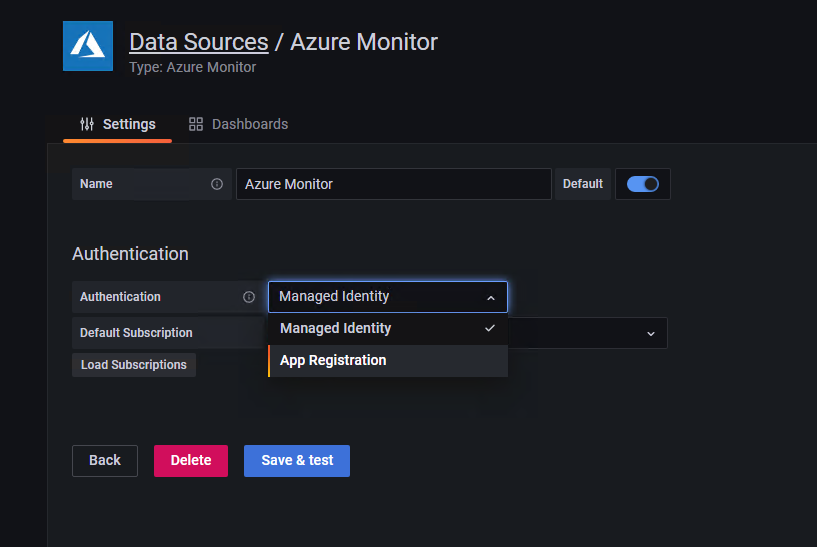 Data Sources / Azure Monitor
Type: Azure Monitor
Settings
Dashboards
Name
Azure Monitor
Default
Authentication
Authentication
Managed Identity
Managed Identity
Default Subscription
App Registration
Load Subscriptions
Back
Delete
Save & test